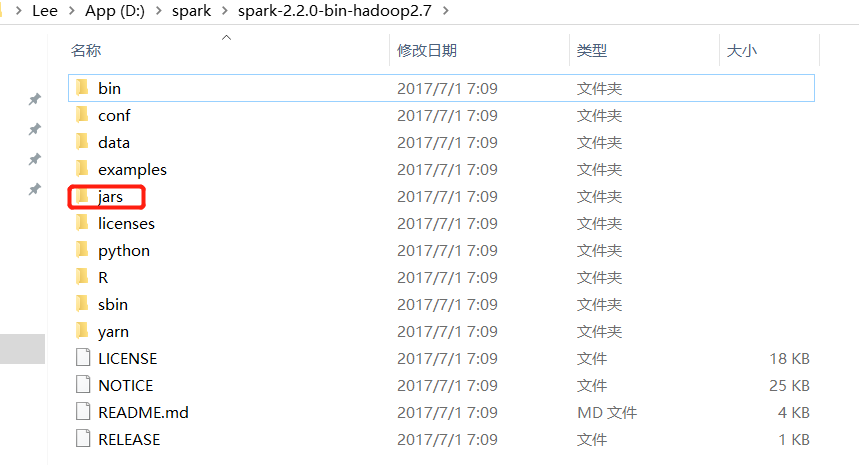 Lee > App (D:) > spark > spark-2.2.0-bin-hadoop2.7 >
名称 修改日期 类型 大小
bin 2017/7/1 7:09 文件夹
conf 2017/7/1 7:09 文件夹
data 2017/7/1 7:09 文件夹
examples 2017/7/1 7:09 文件夹
jars 2017/7/1 7:09 文件夹
licenses 2017/7/1 7:09 文件夹
python 2017/7/1 7:09 文件夹
R 2017/7/1 7:09 文件夹
sbin 2017/7/1 7:09 文件夹
yarn 2017/7/1 7:09 文件夹
LICENSE 2017/7/1 7:09 文件 18 KB
NOTICE 2017/7/1 7:09 文件 25 KB
README.md 2017/7/1 7:09 MD 文件 4 KB
RELEASE 2017/7/1 7:09 文件 1 KB